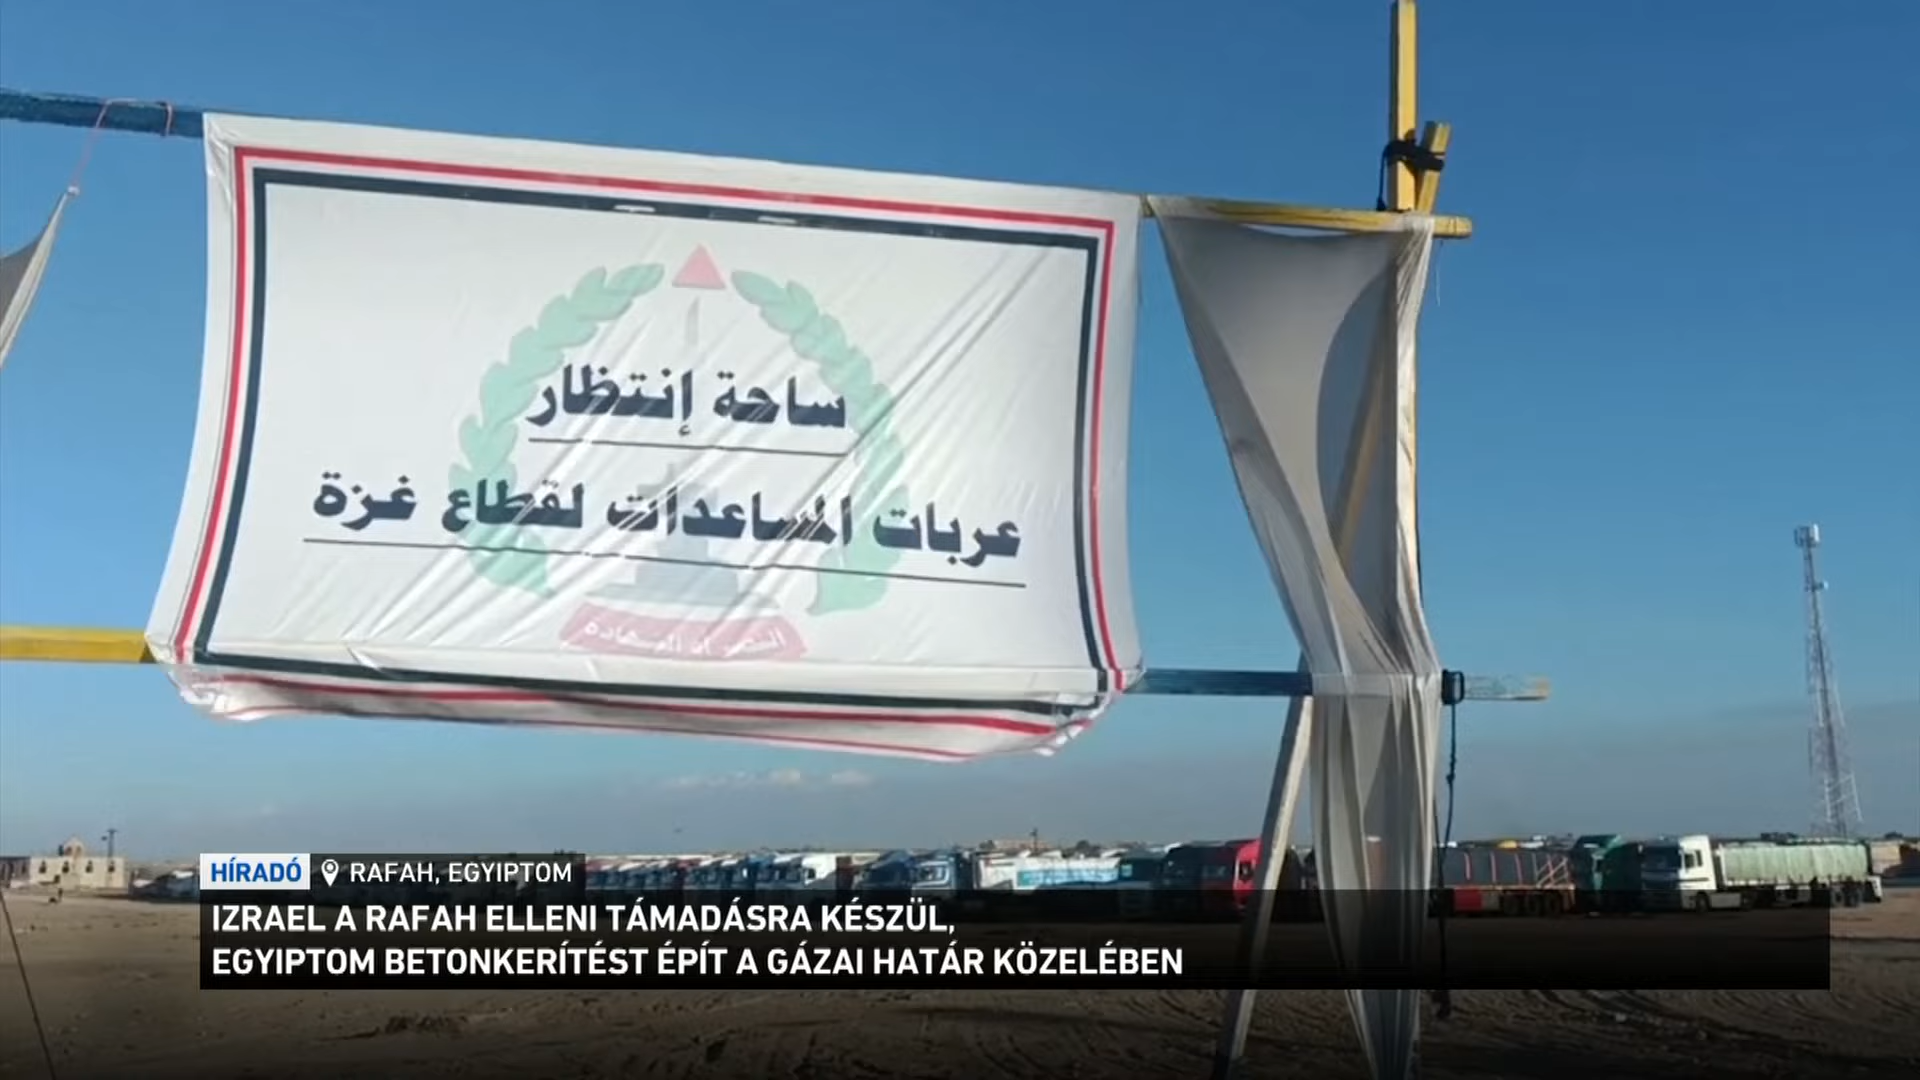 ساحة إنتظار
عربات المساعدات لقطاع غزة
HÍRADÓ
RAFAH, EGYIPTOM
IZRAEL A RAFAH ELLENI TÁMADÁSRA KÉSZÜL,
EGYIPTOM BETONKERÍTÉST ÉPÍT A GÁZAI HATÁR KÖZELÉBEN